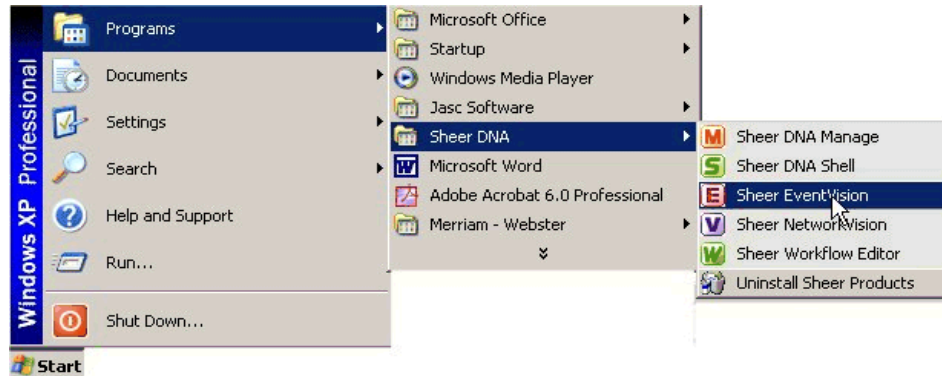 Windows XP Professional
Programs
Documents
Settings
Search
Help and Support
Run...
Shut Down...
Start
Microsoft Office
Startup
Windows Media Player
Jasc Software
Sheer DNA
Microsoft Word
Adobe Acrobat 6.0 Professional
Merriam - Webster
M Sheer DNA Manage
S Sheer DNA Shell
E Sheer EventVision
V Sheer NetworkVision
W Sheer Workflow Editor
Uninstall Sheer Products